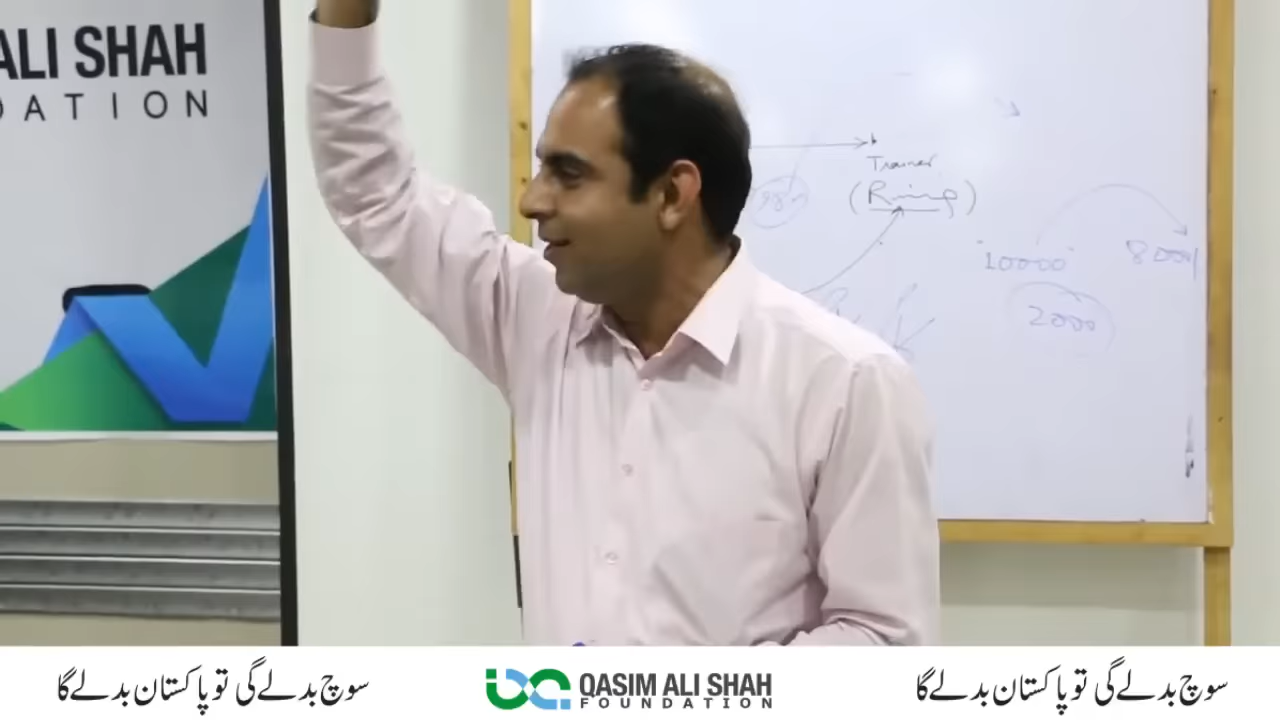 ALI SHAH
DATION
Trainer
10000
8000/
2000
سوچ بدلے گی تو پاکستان بدلے گا
QASIM ALI SHAH
FOUNDATION
سوچ بدلے گی تو پاکستان بدلے گا